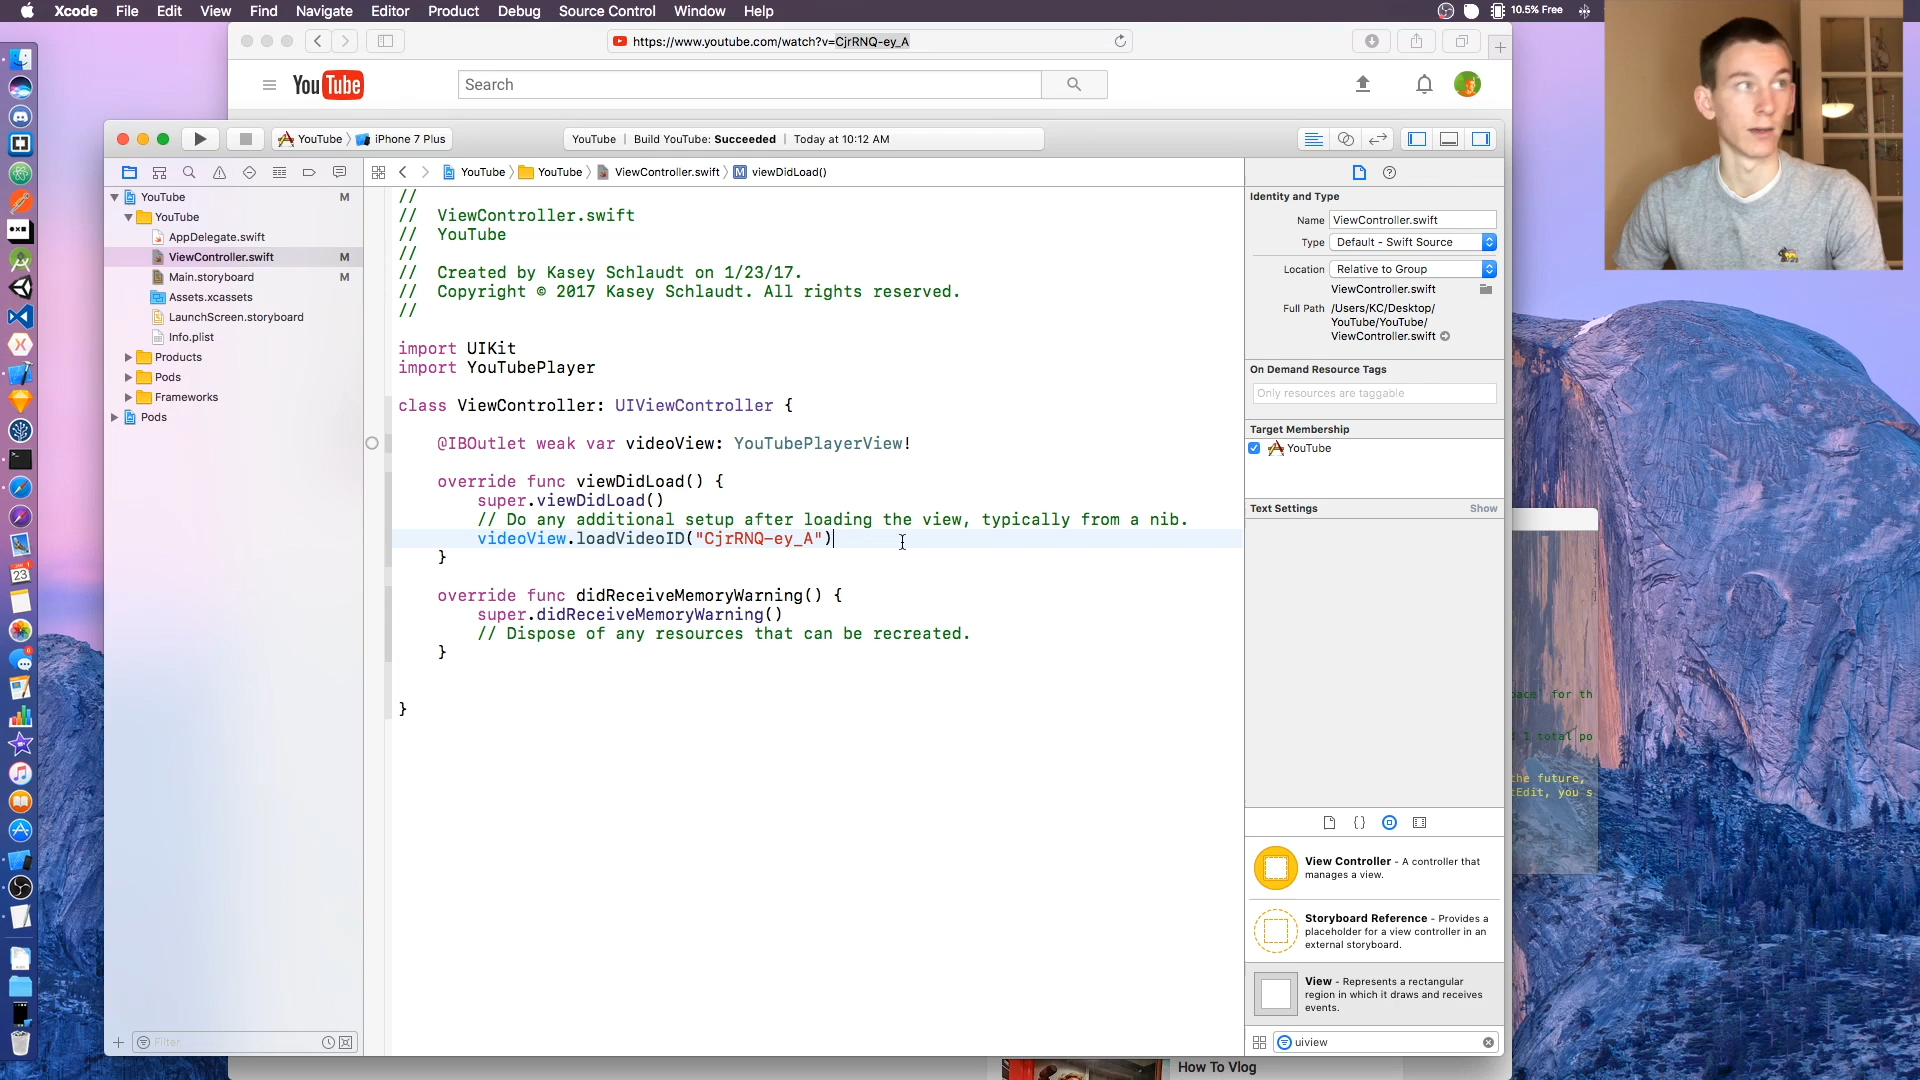 Xcode File Edit View Find Navigate Editor Product Debug Source Control Window Help
10.5% Free
https://www.youtube.com/watch?v=CjrRNQ-ey_A
YouTube
Search
YouTube iPhone 7 Plus
YouTube | Build YouTube: Succeeded | Today at 10:12 AM
YouTube YouTube ViewController.swift M viewDidLoad()
YouTube M
YouTube
AppDelegate.swift
ViewController.swift M
Main.storyboard M
Assets.xcassets
LaunchScreen.storyboard
Info.plist
Products
Pods
Frameworks
Pods
Filter
//
// ViewController.swift
// YouTube
//
// Created by Kasey Schlaudt on 1/23/17.
// Copyright © 2017 Kasey Schlaudt. All rights reserved.
//
import UIKit
import YouTubePlayer
class ViewController: UIViewController {
@IBOutlet weak var videoView: YouTubePlayerView!
override func viewDidLoad() {
super.viewDidLoad()
// Do any additional setup after loading the view, typically from a nib.
videoView.loadVideoID("CjrRNQ-ey_A")
}
override func didReceiveMemoryWarning() {
super.didReceiveMemoryWarning()
// Dispose of any resources that can be recreated.
}
}
Identity and Type
Name ViewController.swift
Type Default - Swift Source
Location Relative to Group
ViewController.swift
Full Path /Users/KC/Desktop/
YouTube/YouTube/
ViewController.swift
On Demand Resource Tags
Only resources are taggable
Target Membership
YouTube
Text Settings Show
View Controller - A controller that
manages a view.
Storyboard Reference - Provides a
placeholder for a view controller in an
external storyboard.
View - Represents a rectangular
region in which it draws and receives
events.
uiview
for th
1 total po
the future,
tEdit, you s
How To Vlog
23